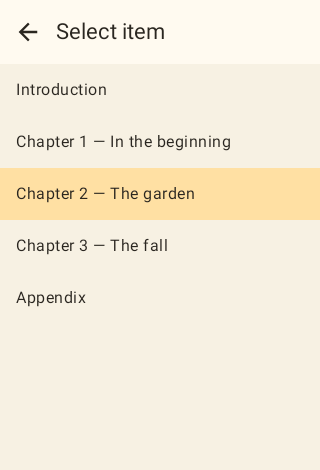 Select item
Introduction
Chapter 1 — In the beginning
Chapter 2 — The garden
Chapter 3 — The fall
Appendix